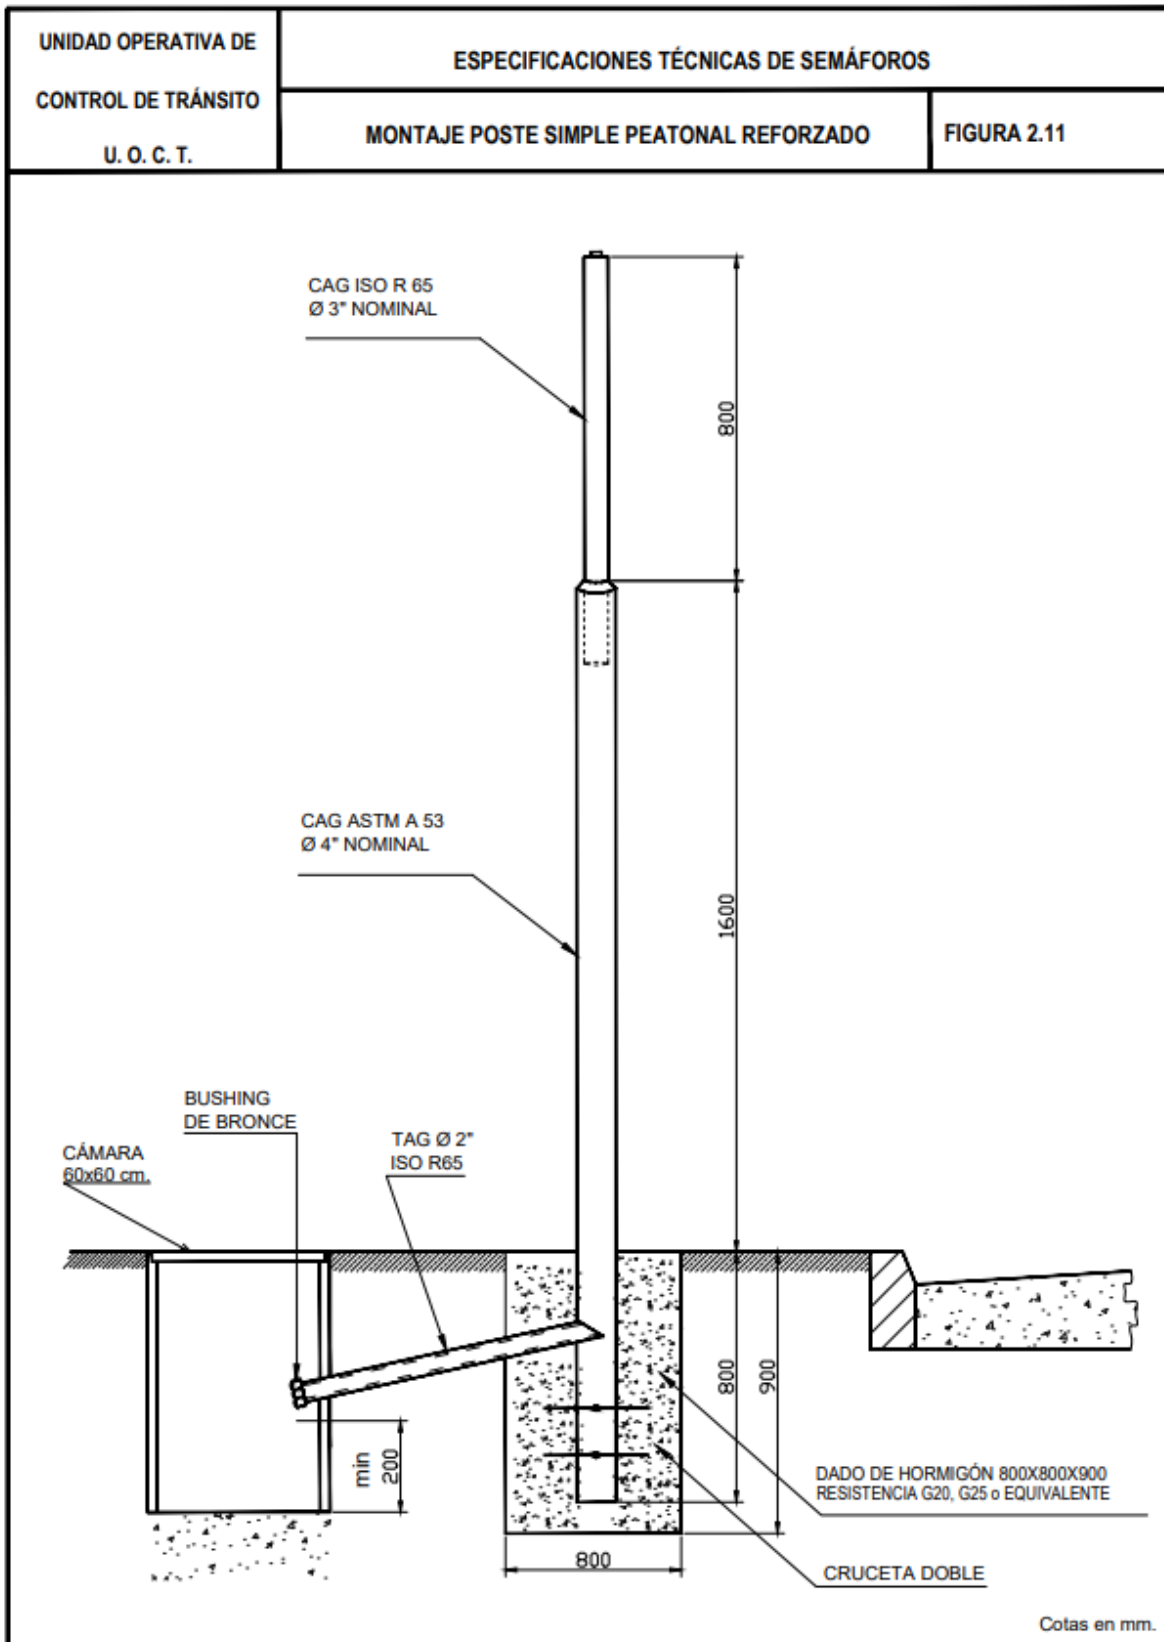 UNIDAD OPERATIVA DE
CONTROL DE TRÁNSITO
U. O. C. T.
ESPECIFICACIONES TÉCNICAS DE SEMÁFOROS
MONTAJE POSTE SIMPLE PEATONAL REFORZADO
FIGURA 2.11
CAG ISO R 65
Ø 3" NOMINAL
800
CAG ASTM A 53
Ø 4" NOMINAL
1600
BUSHING
DE BRONCE
TAG Ø 2"
ISO R65
CÁMARA
60x60 cm.
min
200
800
900
800
DADO DE HORMIGÓN 800X800X900
RESISTENCIA G20, G25 o EQUIVALENTE
CRUCETA DOBLE
Cotas en mm.